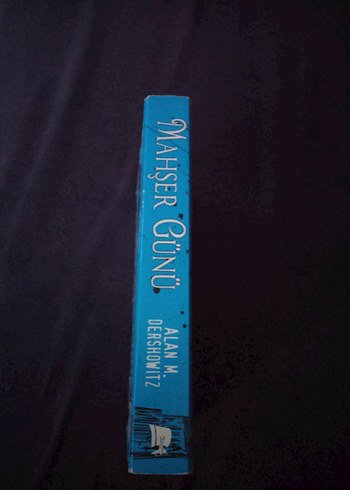 MAHŞER GÜNÜ
ALAN M.
DERSHOWITZ